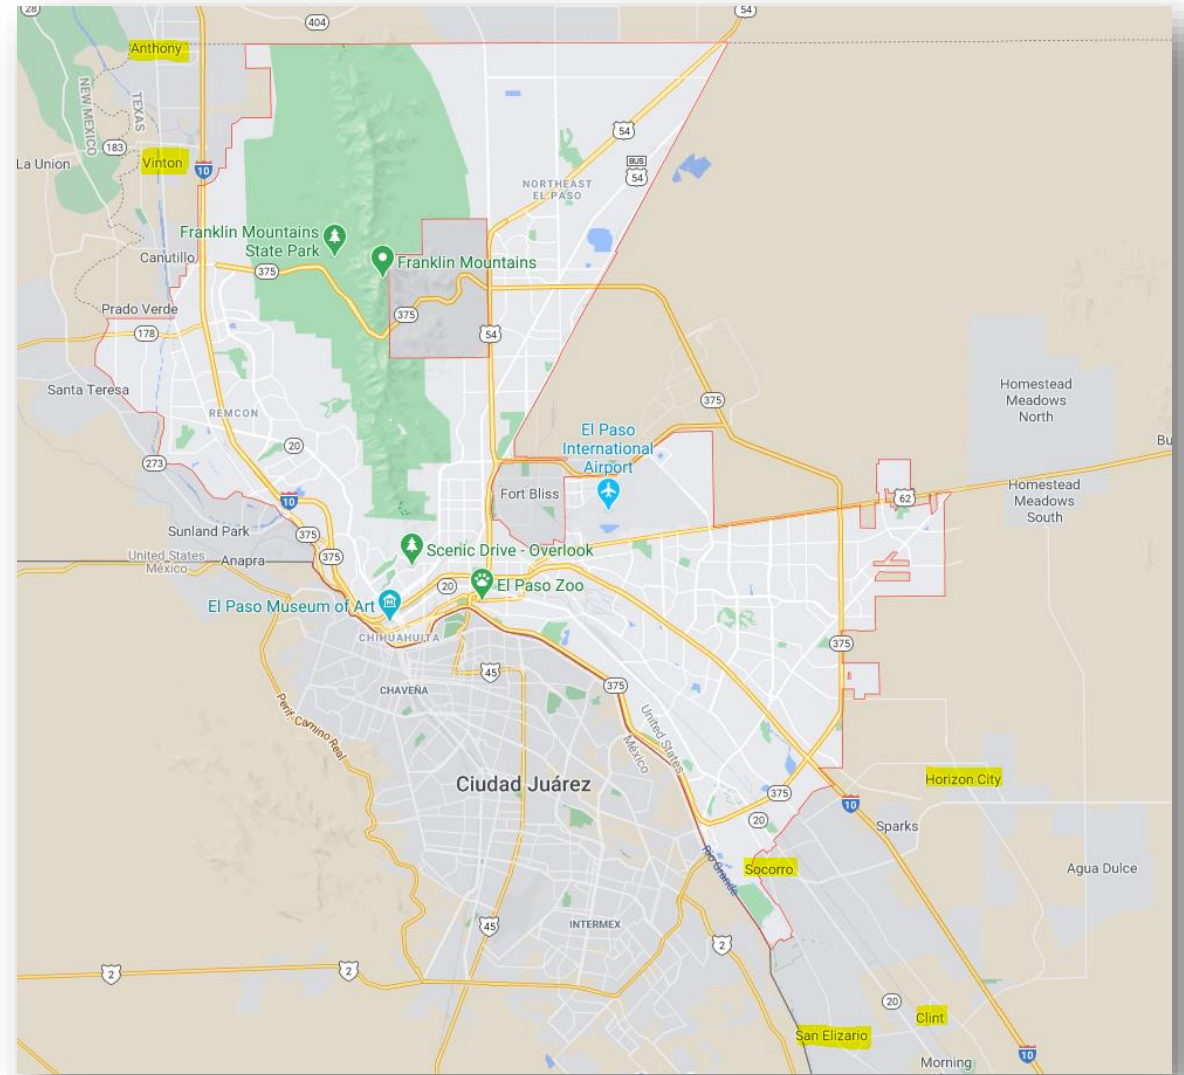 28
54
404
Anthony
NEW MEXICO
TEXAS
54
183
Vinton
La Union
10
BUS
54
NORTHEAST
EL PASO
Franklin Mountains
State Park
Canutillo
Franklin Mountains
375
Prado Verde
375
178
54
Santa Teresa
Homestead
Meadows
North
375
REMCON
El Paso
International
Airport
20
Bu
273
Fort Bliss
62
Homestead
Meadows
South
10
Sunland Park
375
United States
México
Anapra
375
Scenic Drive - Overlook
20
El Paso Zoo
El Paso Museum of Art
CHIHUAHUITA
375
45
CHAVEÑA
375
Perif. Camino Real
United States
México
Ciudad Juárez
Horizon City
375
10
20
Sparks
Rio Grande
Socorro
Agua Dulce
45
INTERMEX
2
2
2
20
Clint
San Elizario
10
Morning